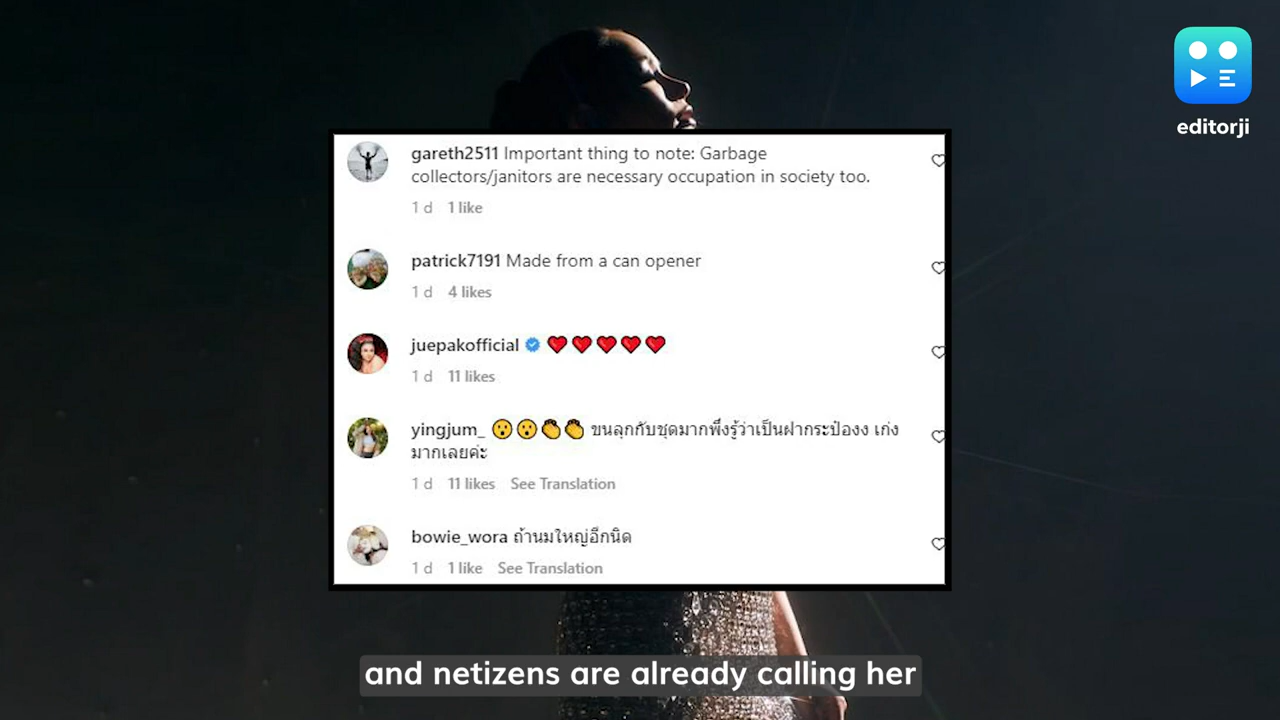 editorji
gareth2511 Important thing to note: Garbage
collectors/janitors are necessary occupation in society too.
1 d 1 like
patrick7191 Made from a can opener
1 d 4 likes
juepakofficial ❤️❤️❤️❤️❤️
1 d 11 likes
yingjum_ 😮😮👏👏 ขนลุกกับชุดมากพึ่งรู้ว่าเป็นฝากระป๋องง เก่ง
มากเลยค่ะ
1 d 11 likes See Translation
bowie_wora ถ้านมใหญ่อีกนิด
1 d 1 like See Translation
and netizens are already calling her